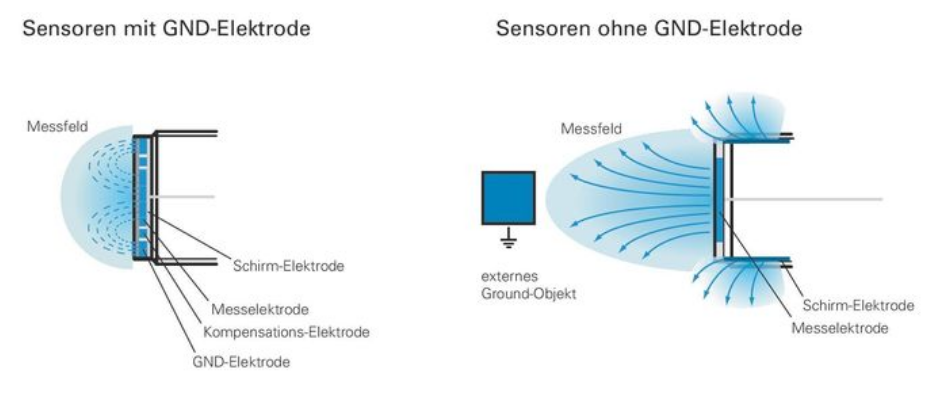 Sensoren mit GND-Elektrode
Messfeld
Schirm-Elektrode
Messelektrode
Kompensations-Elektrode
GND-Elektrode
Sensoren ohne GND-Elektrode
Messfeld
externes
Ground-Objekt
Schirm-Elektrode
Messelektrode